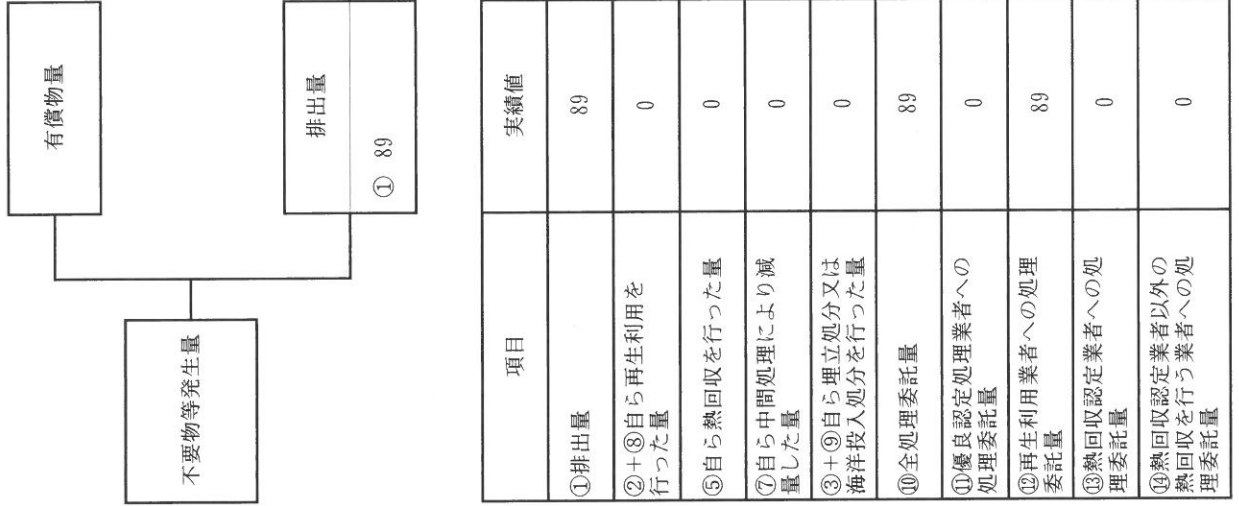 有償物量
不要物等発生量
排出量
① 89
項目
実績値
①排出量
89
②+⑧自ら再生利用を
行った量
0
⑤自ら熱回収を行った量
0
⑦自ら中間処理により減
量した量
0
③+⑨自ら埋立処分又は
海洋投入処分を行った量
0
⑩全処理委託量
89
⑪優良認定処理業者への
処理委託量
0
⑫再生利用業者への処理
委託量
89
⑬熱回収認定業者への処
理委託量
0
⑭熱回収認定業者以外の
熱回収を行う業者への処
理委託量
0